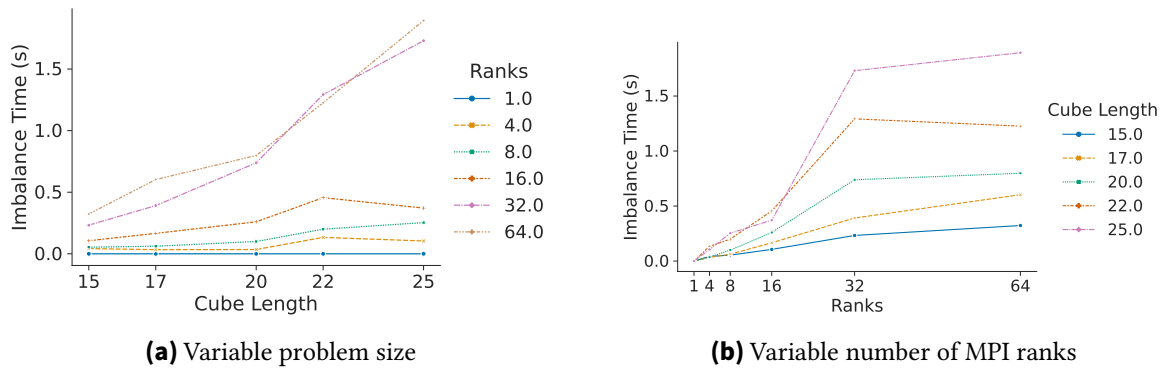 Imbalance Time (s)
1.5
1.0
0.5
0.0
15 17 20 22 25
Cube Length
Ranks
1.0
4.0
8.0
16.0
32.0
64.0
(a) Variable problem size
Imbalance Time (s)
1.5
1.0
0.5
0.0
1 4 8 16 32 64
Ranks
Cube Length
15.0
17.0
20.0
22.0
25.0
(b) Variable number of MPI ranks